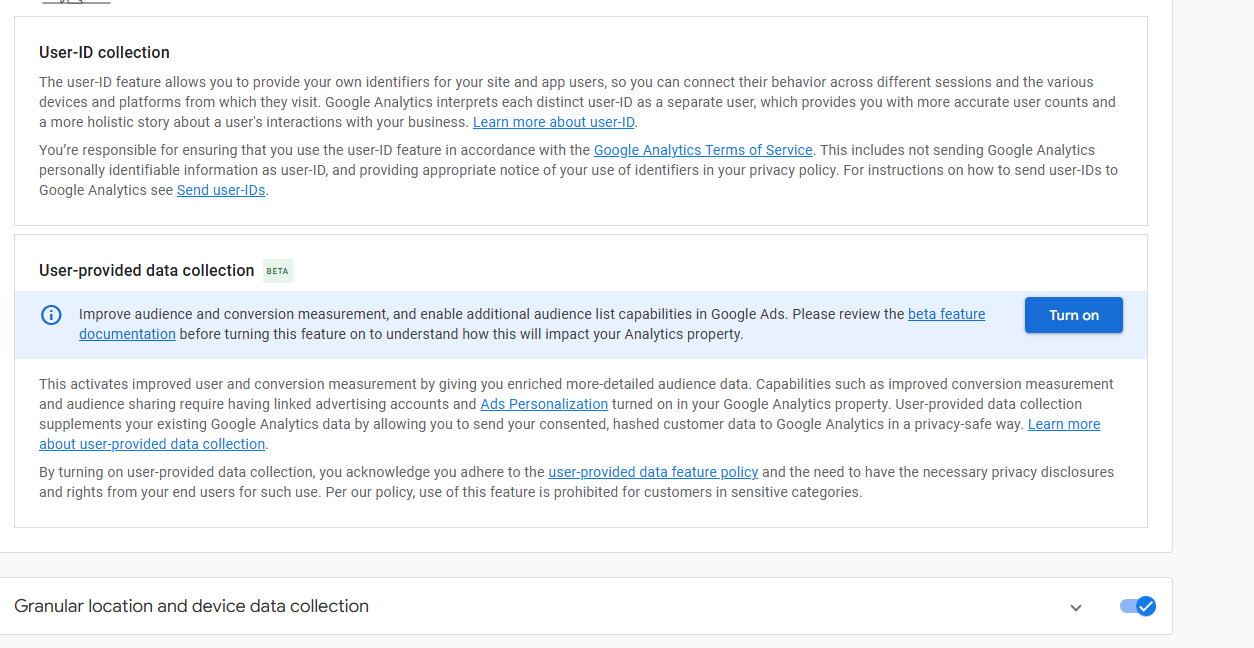 User-ID collection
The user-ID feature allows you to provide your own identifiers for your site and app users, so you can connect their behavior across different sessions and the various
devices and platforms from which they visit. Google Analytics interprets each distinct user-ID as a separate user, which provides you with more accurate user counts and
a more holistic story about a user's interactions with your business. Learn more about user-ID.
You're responsible for ensuring that you use the user-ID feature in accordance with the Google Analytics Terms of Service. This includes not sending Google Analytics
personally identifiable information as user-ID, and providing appropriate notice of your use of identifiers in your privacy policy. For instructions on how to send user-IDs to
Google Analytics see Send user-IDs.
User-provided data collection BETA
Improve audience and conversion measurement, and enable additional audience list capabilities in Google Ads. Please review the beta feature
documentation before turning this feature on to understand how this will impact your Analytics property.
Turn on
This activates improved user and conversion measurement by giving you enriched more-detailed audience data. Capabilities such as improved conversion measurement
and audience sharing require having linked advertising accounts and Ads Personalization turned on in your Google Analytics property. User-provided data collection
supplements your existing Google Analytics data by allowing you to send your consented, hashed customer data to Google Analytics in a privacy-safe way. Learn more
about user-provided data collection.
By turning on user-provided data collection, you acknowledge you adhere to the user-provided data feature policy and the need to have the necessary privacy disclosures
and rights from your end users for such use. Per our policy, use of this feature is prohibited for customers in sensitive categories.
Granular location and device data collection